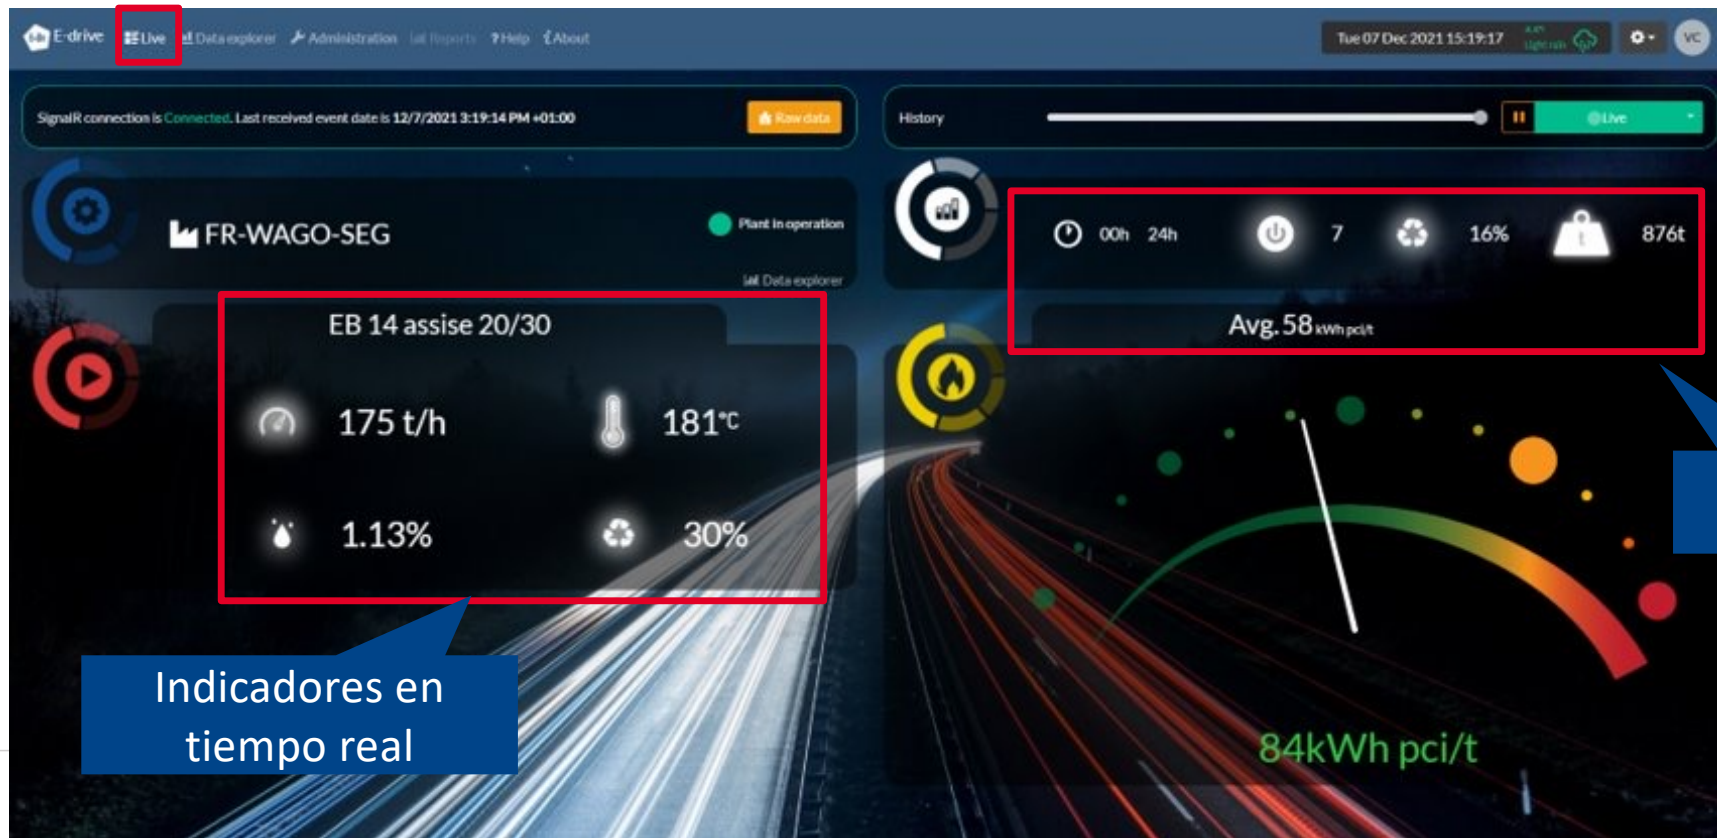 E-drive Live Data explorer Administration Reports ?Help About
Tue 07 Dec 2021 15:19:17
Light rain
VC
SignalR connection is Connected. Last received event date is 12/7/2021 3:19:14 PM +01:00
Raw data
History
Live
FR-WAGO-SEG
Plant in operation
Data explorer
00h 24h 7 16% t 876t
EB 14 assise 20/30
Avg. 58 kWh pci/t
175 t/h 181°C
1.13% 30%
Indicadores en
tiempo real
84kWh pci/t